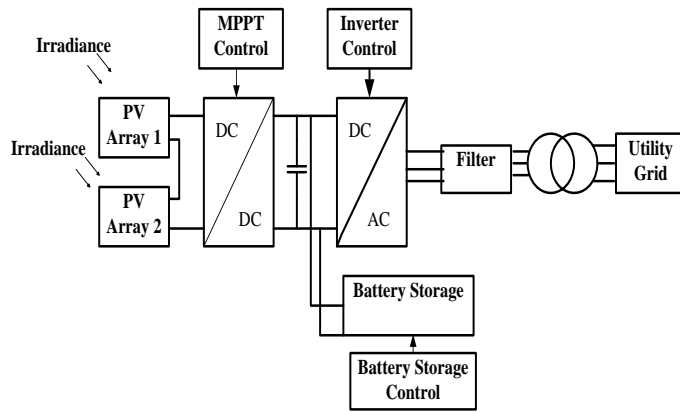 MPPT
Control
Inverter
Control
Irradiance
PV
Array 1
DC
DC
DC
AC
Filter
Utility
Grid
Irradiance
PV
Array 2
Battery Storage
Battery Storage
Control